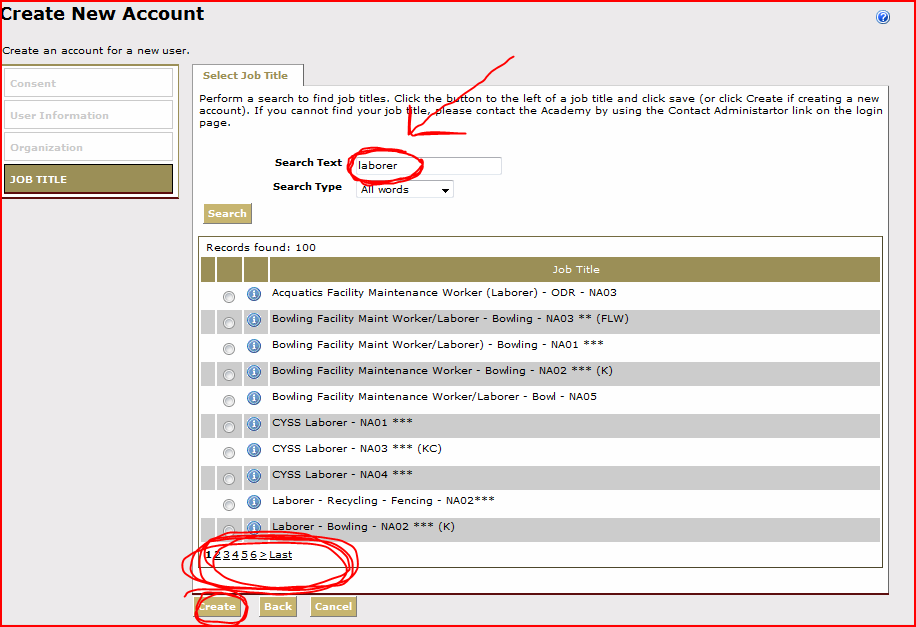 Create New Account
Create an account for a new user.
Consent
User Information
Organization
JOB TITLE
Select Job Title
Perform a search to find job titles. Click the button to the left of a job title and click save (or click Create if creating a new
account). If you cannot find your job title, please contact the Academy by using the Contact Administartor link on the login
page.
Search Text laborer
Search Type All words
Search
Records found: 100
Job Title
Acquatics Facility Maintenance Worker (Laborer) - ODR - NA03
Bowling Facility Maint Worker/Laborer - Bowling - NA03 ** (FLW)
Bowling Facility Maint Worker/Laborer) - Bowling - NA01 ***
Bowling Facility Maintenance Worker - Bowling - NA02 *** (K)
Bowling Facility Maintenance Worker/Laborer - Bowl - NA05
CYSS Laborer - NA01 ***
CYSS Laborer - NA03 *** (KC)
CYSS Laborer - NA04 ***
Laborer - Recycling - Fencing - NA02***
Laborer - Bowling - NA02 *** (K)
1 2 3 4 5 6 > Last
Create Back Cancel